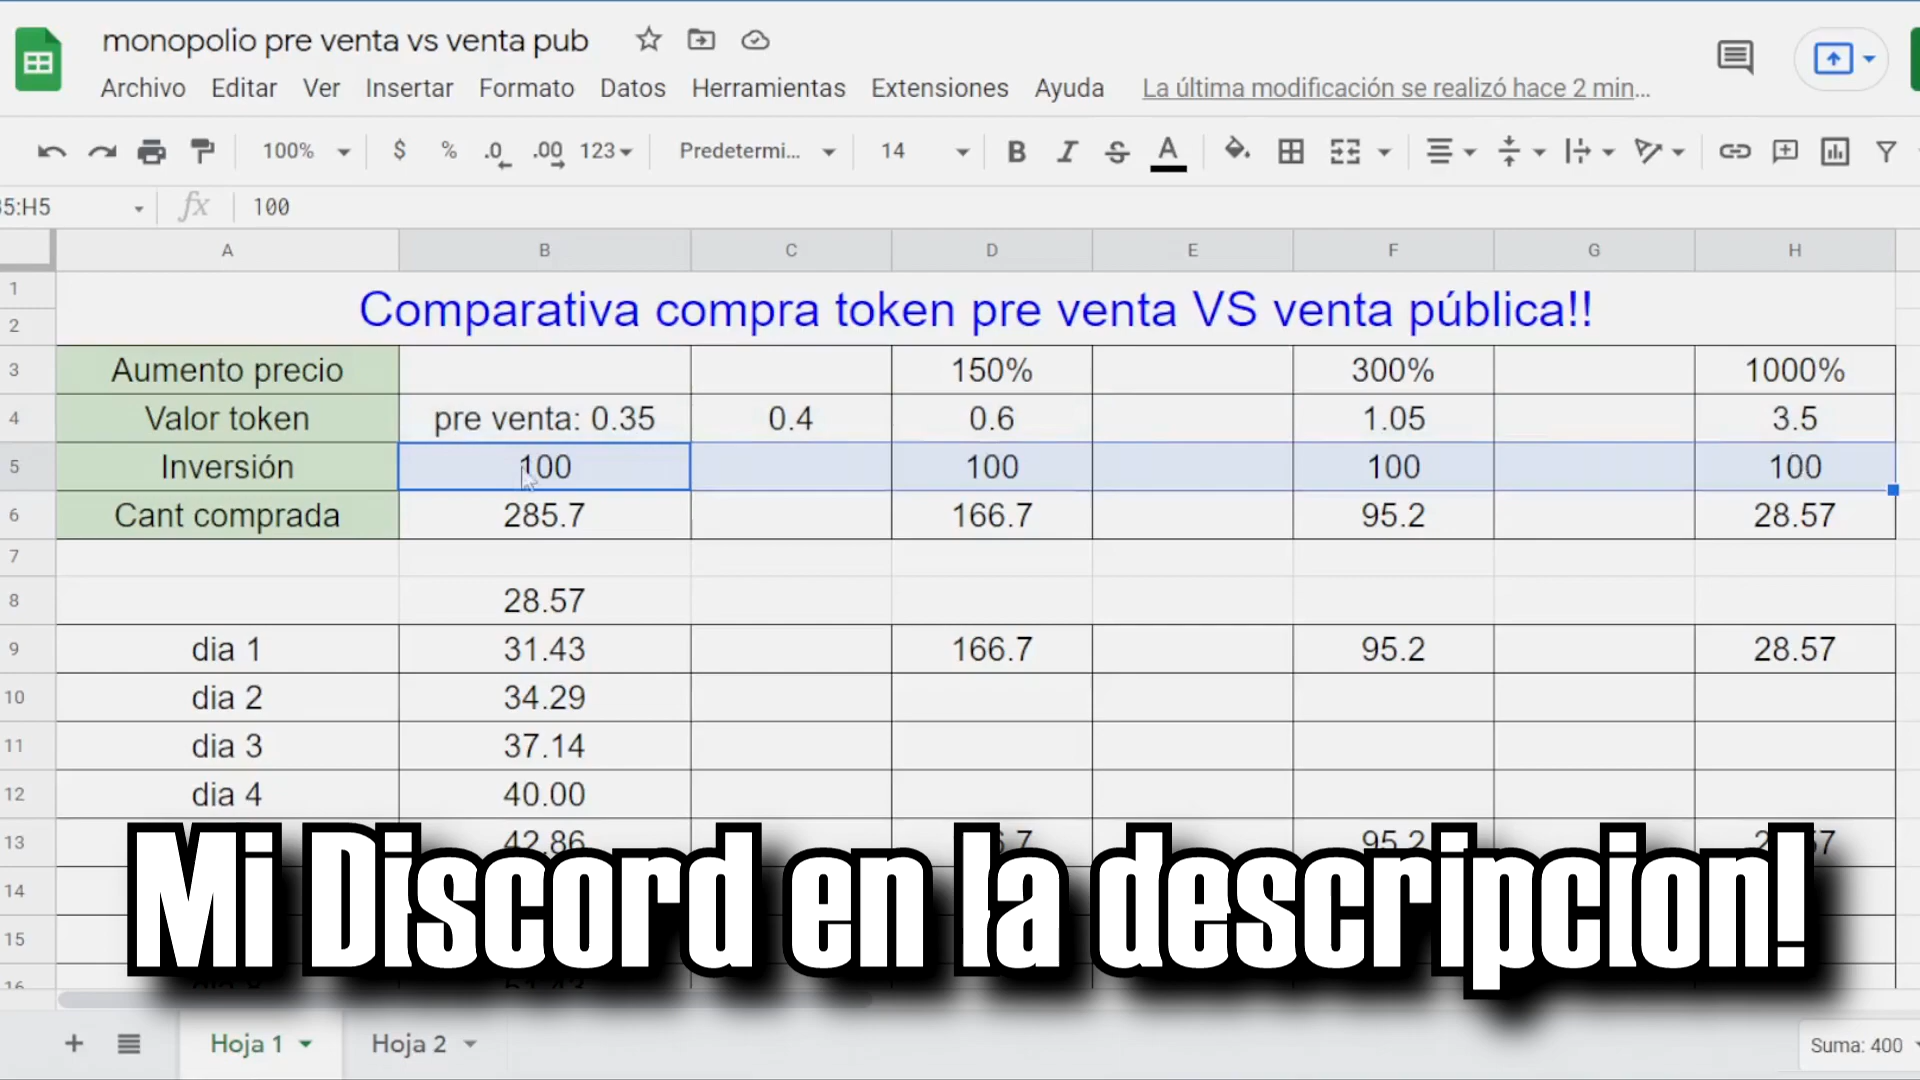 monopolio pre venta vs venta pub
Archivo Editar Ver Insertar Formato Datos Herramientas Extensiones Ayuda La última modificación se realizó hace 2 min...
100% $ % .0 .00 123 Predetermi... 14 B I S A
5:H5 fx 100
A B C D E F G H
1
2
Comparativa compra token pre venta VS venta pública!!
3 Aumento precio 150% 300% 1000%
4 Valor token pre venta: 0.35 0.4 0.6 1.05 3.5
5 Inversión 100 100 100 100
6 Cant comprada 285.7 166.7 95.2 28.57
7
8 28.57
9 dia 1 31.43 166.7 95.2 28.57
10 dia 2 34.29
11 dia 3 37.14
12 dia 4 40.00
13 42.86 95.2
14
15
16
Mi Discord en la descripcion!
Hoja 1 Hoja 2 Suma: 400